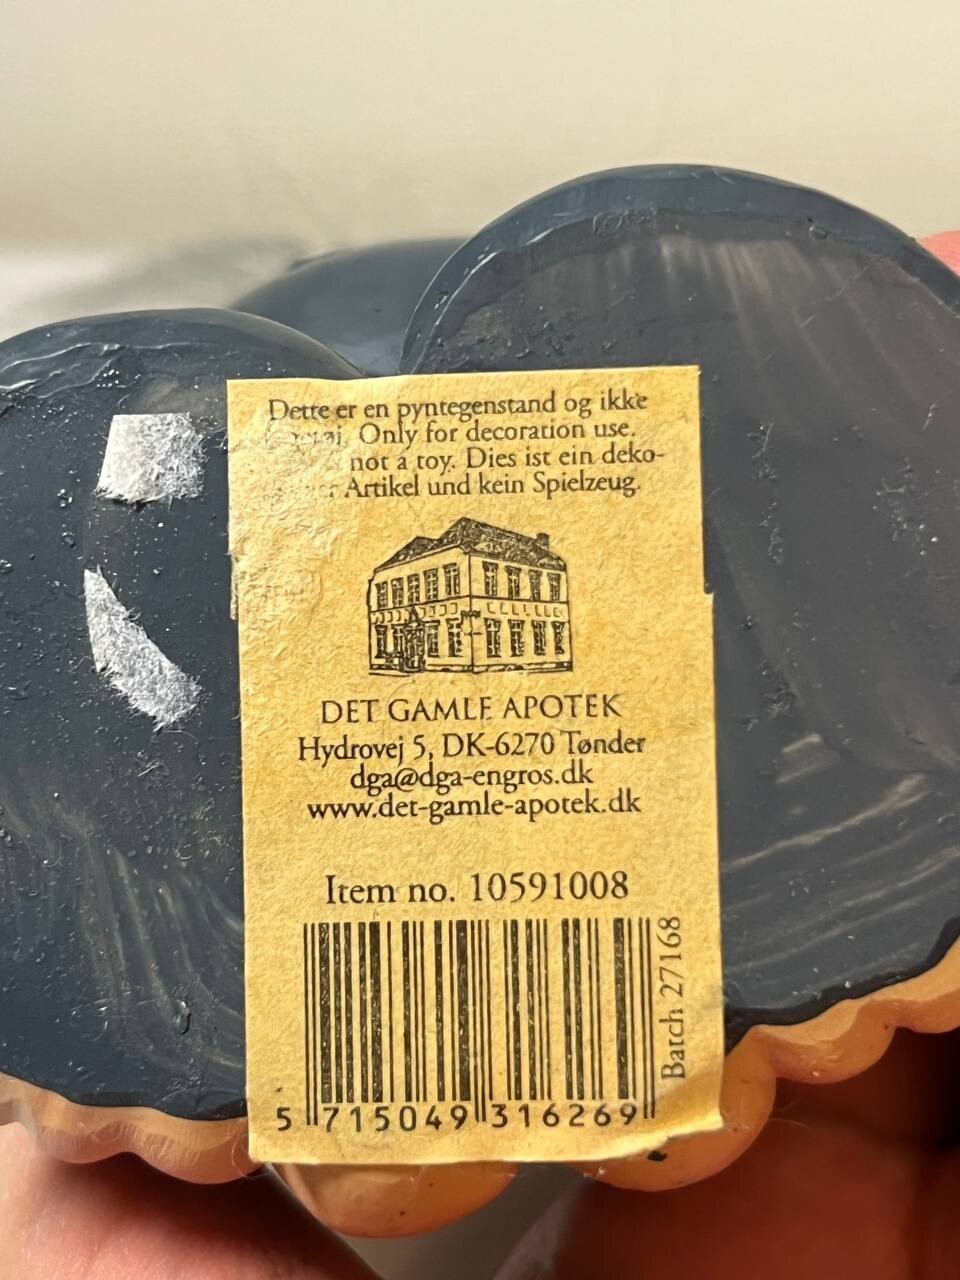 Dette er en pyntegenstand og ikke
Only for decoration use.
not a toy. Dies ist ein deko-
Artikel und kein Spielzeug.
DET GAMLE APOTEK
Hydrovej 5, DK-6270 Tønder
dga@dga-engros.dk
www.det-gamle-apotek.dk
Item no. 10591008
Batch 27168
5 715049 316269